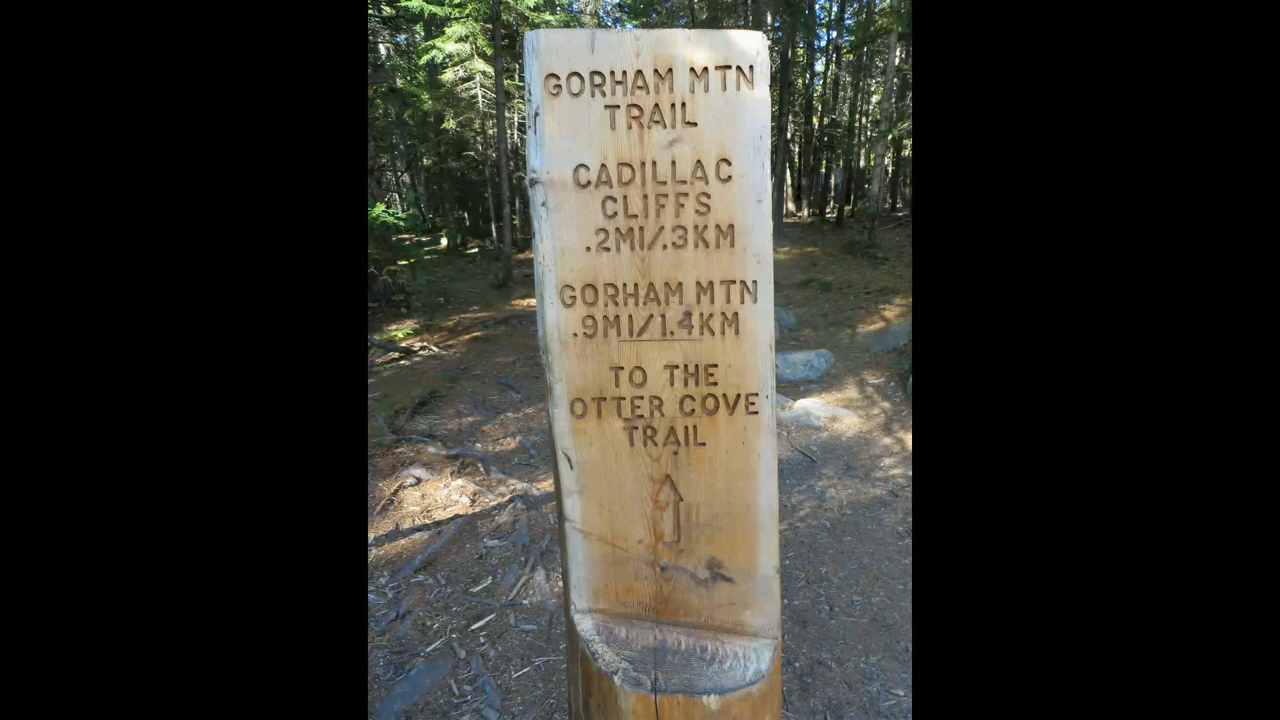 GORHAM MTN
TRAIL
CADILLAC
CLIFFS
.2MI/.3KM
GORHAM MTN
.9MI/1.4KM
TO THE
OTTER COVE
TRAIL